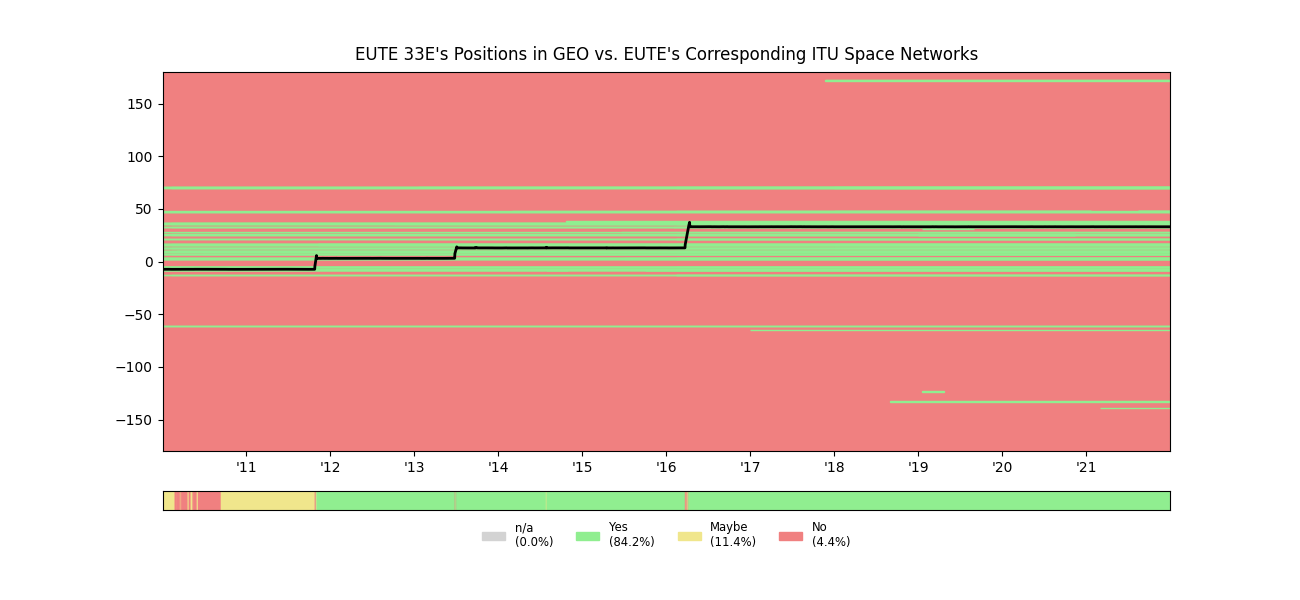 EUTE 33E's Positions in GEO vs. EUTE's Corresponding ITU Space Networks
150
100
50
0
−50
−100
−150
'11 '12 '13 '14 '15 '16 '17 '18 '19 '20 '21
n/a Yes Maybe No
(0.0%) (84.2%) (11.4%) (4.4%)